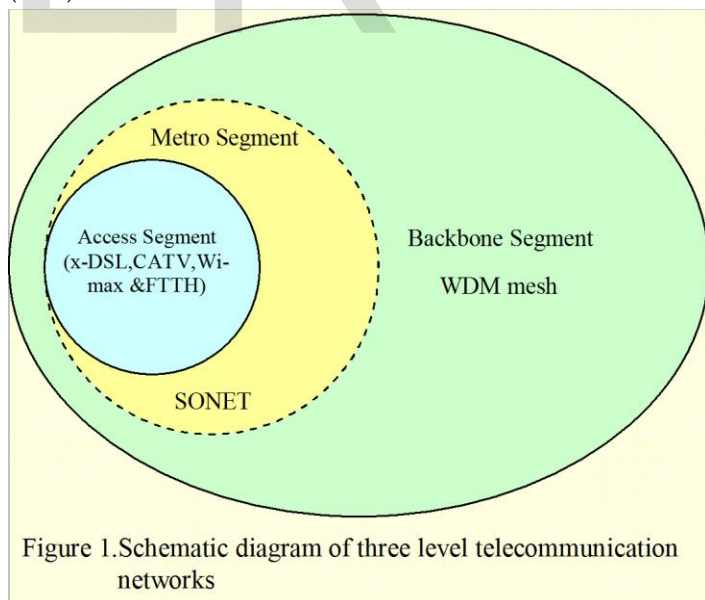 Metro Segment
Access Segment
(x-DSL,CATV,Wi-
max &FTTH)
Backbone Segment
WDM mesh
SONET
Figure 1.Schematic diagram of three level telecommunication
networks